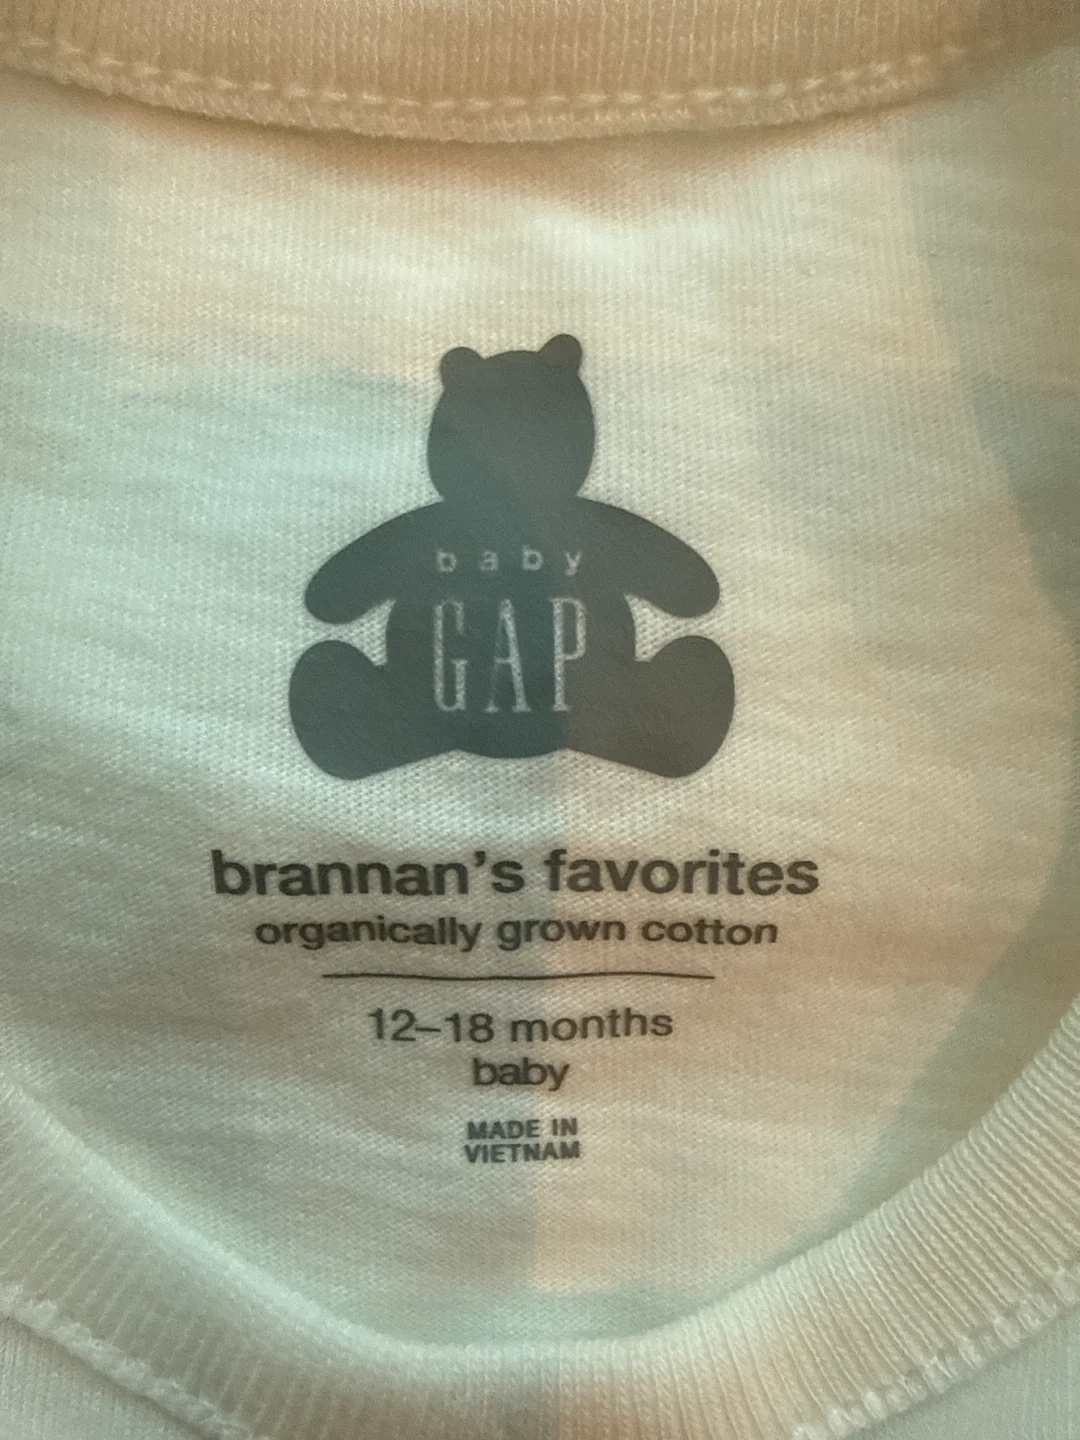 baby
GAP
brannan's favorites
organically grown cotton
12–18 months
baby
MADE IN
VIETNAM